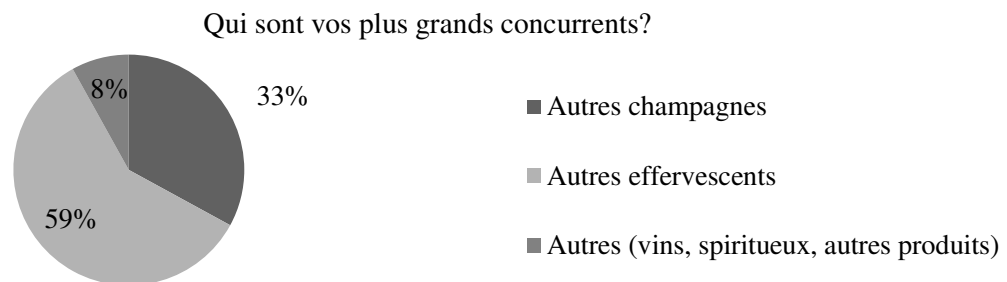 Qui sont vos plus grands concurrents?
8%
33%
59%
Autres champagnes
Autres effervescents
Autres (vins, spiritueux, autres produits)